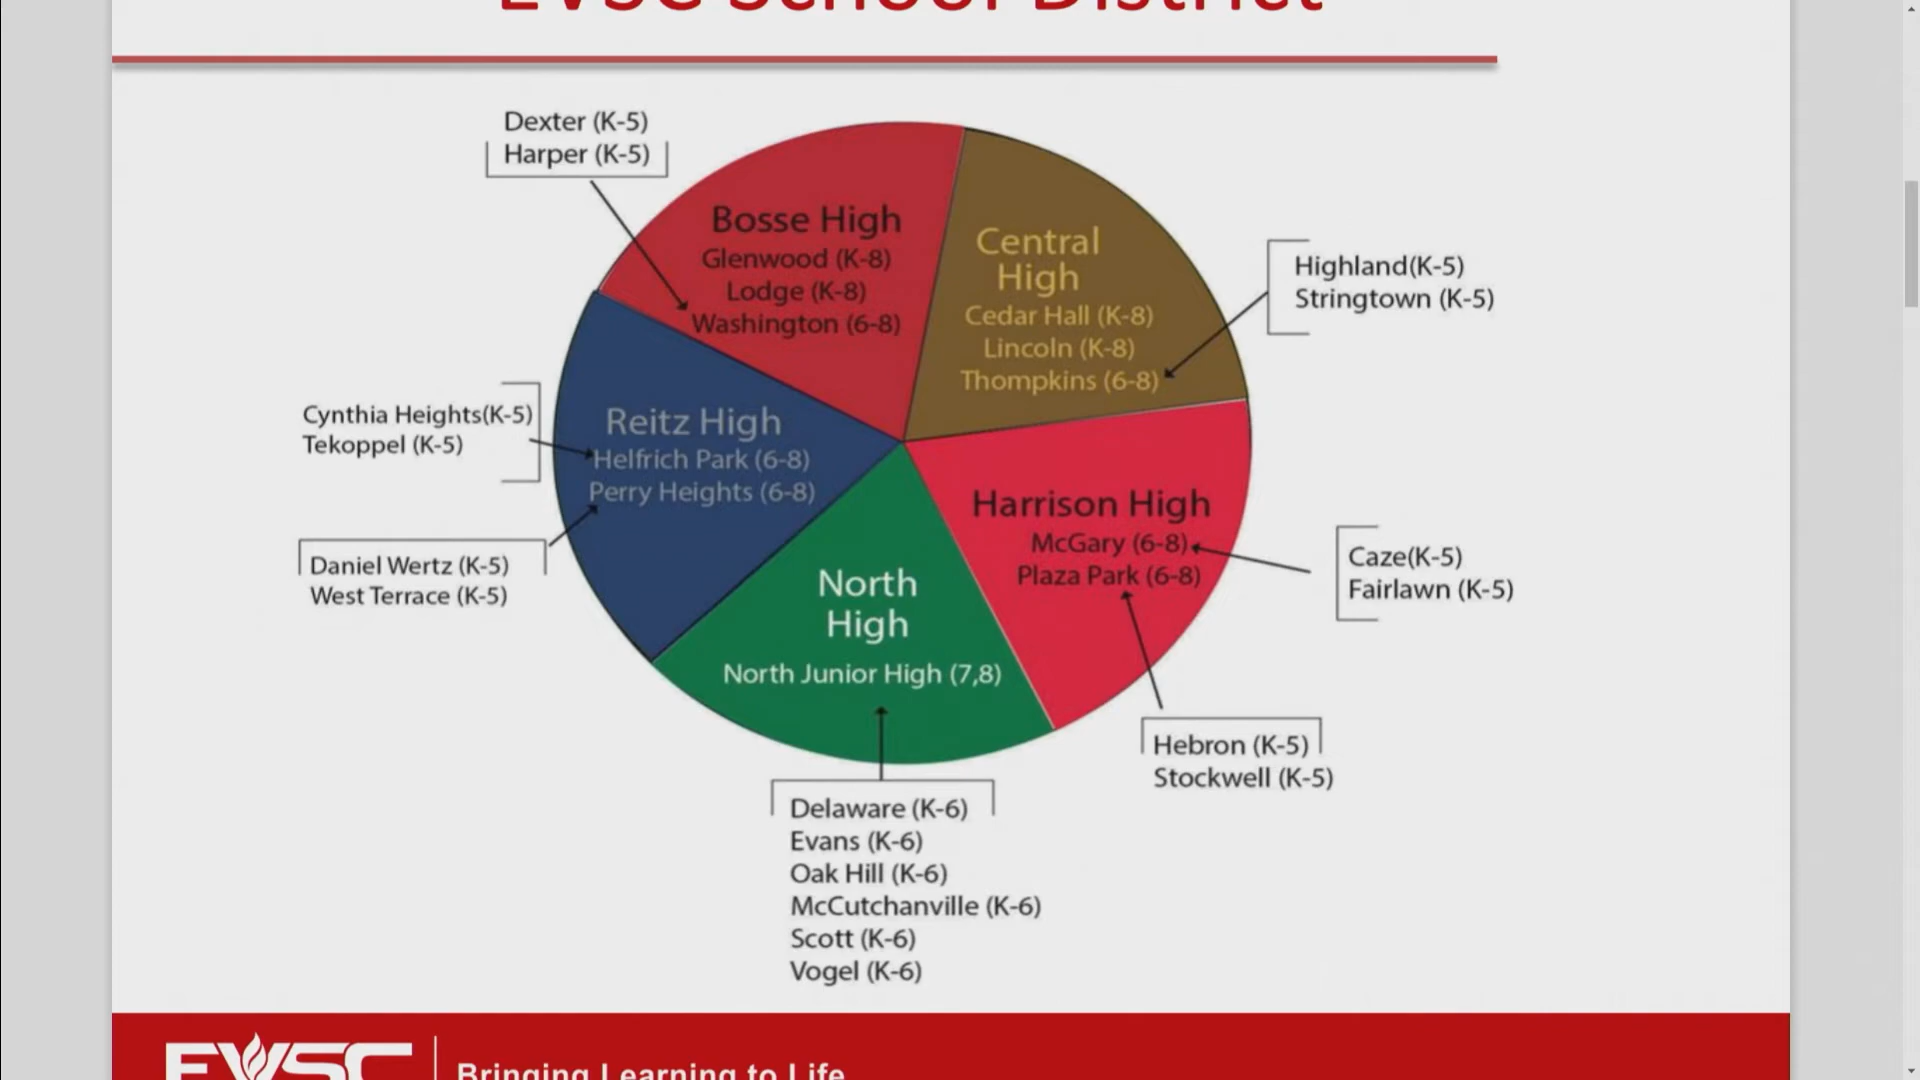 EVSC School District
Dexter (K-5)
Harper (K-5)
Bosse High
Glenwood (K-8)
Lodge (K-8)
Washington (6-8)
Central
High
Cedar Hall (K-8)
Lincoln (K-8)
Thompkins (6-8)
Highland(K-5)
Stringtown (K-5)
Cynthia Heights(K-5)
Tekoppel (K-5)
Reitz High
Helfrich Park (6-8)
Perry Heights (6-8)
Daniel Wertz (K-5)
West Terrace (K-5)
Harrison High
McGary (6-8)
Plaza Park (6-8)
Caze(K-5)
Fairlawn (K-5)
Hebron (K-5)
Stockwell (K-5)
North
High
North Junior High (7,8)
Delaware (K-6)
Evans (K-6)
Oak Hill (K-6)
McCutchanville (K-6)
Scott (K-6)
Vogel (K-6)
EVSC
Bringing Learning to Life